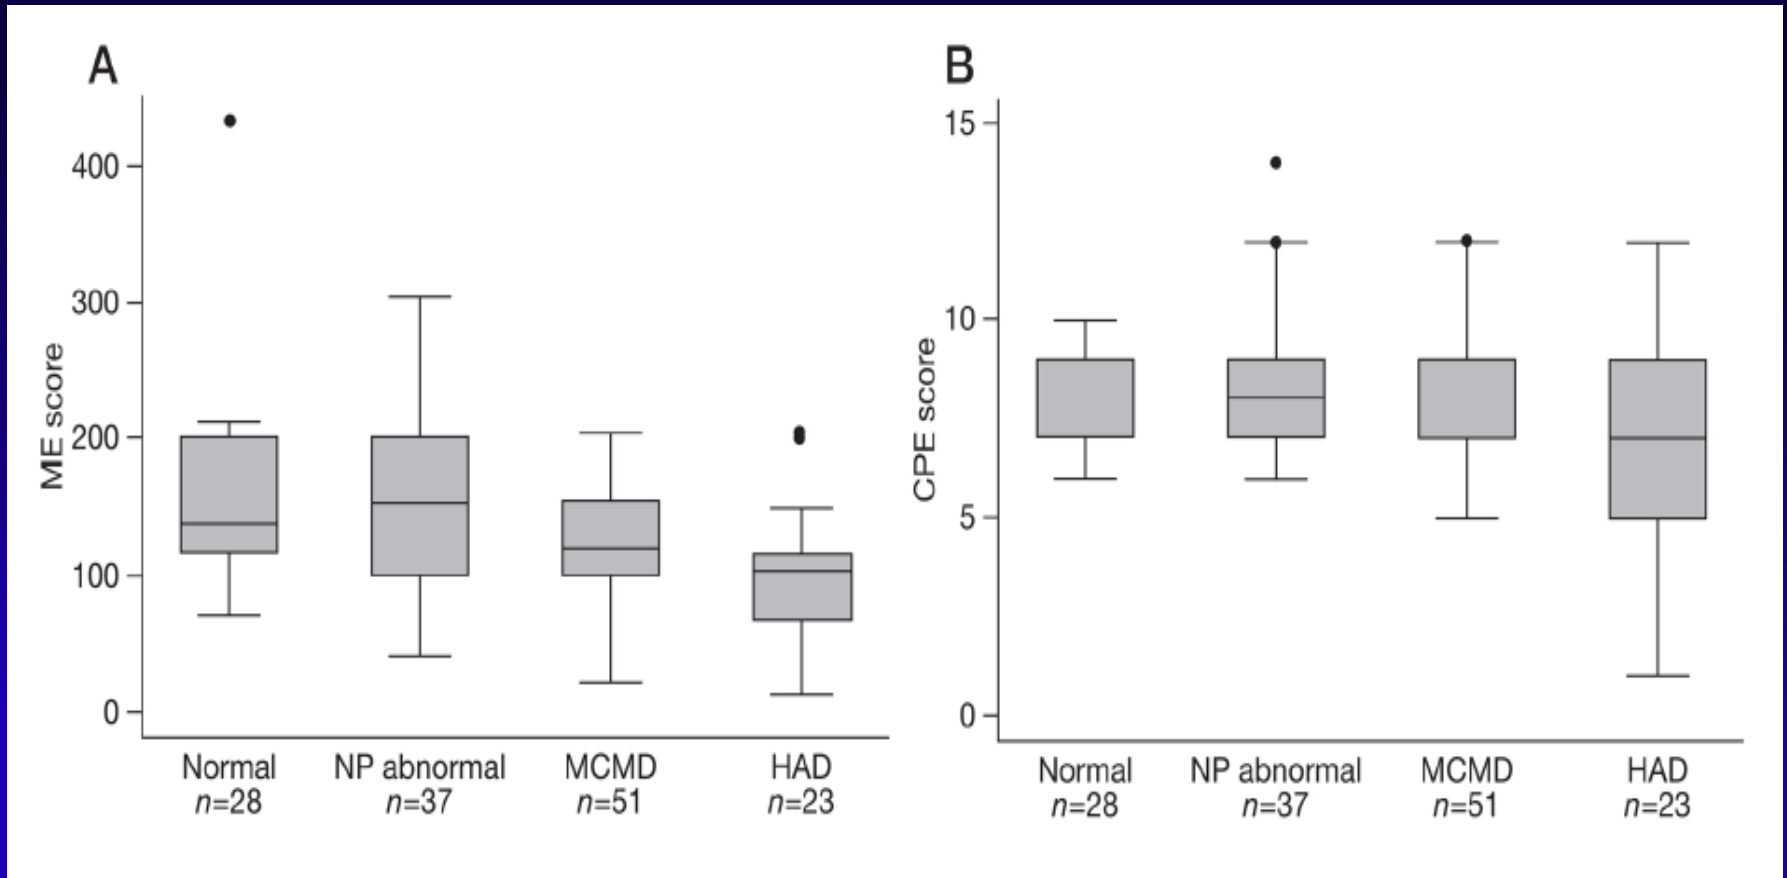 A
400
300
200
100
0
ME score
Normal
n=28
NP abnormal
n=37
MCMD
n=51
HAD
n=23
B
15
10
5
0
CPE score
Normal
n=28
NP abnormal
n=37
MCMD
n=51
HAD
n=23